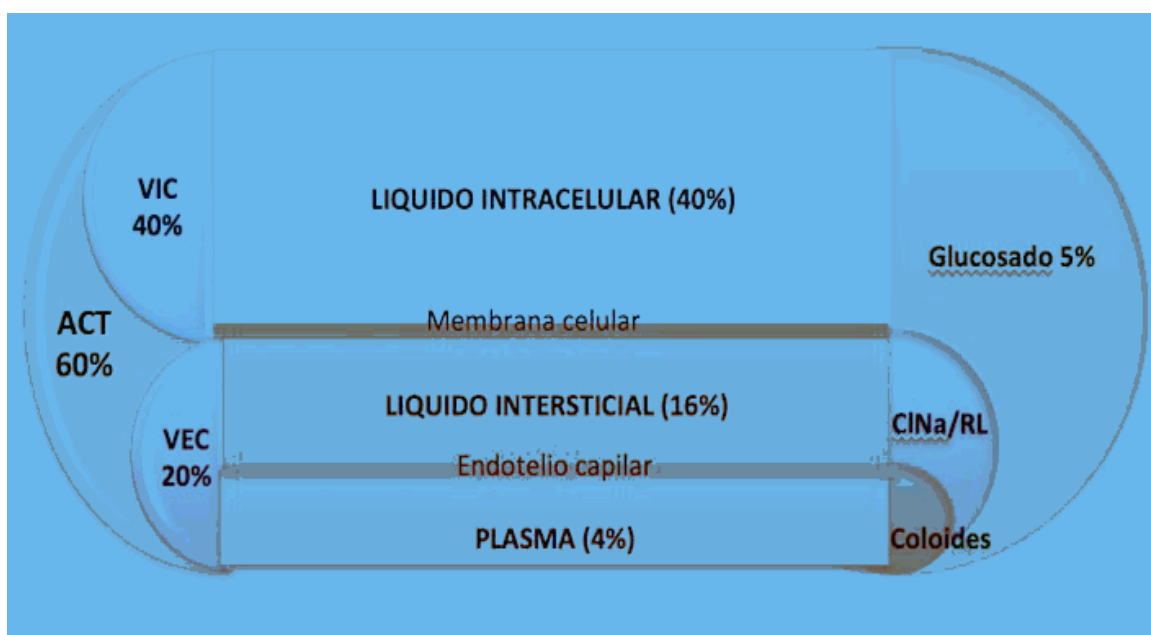 VIC
40%
LIQUIDO INTRACELULAR (40%)
Glucosado 5%
ACT
60%
Membrana celular
LIQUIDO INTERSTICIAL (16%)
ClNa/RL
VEC
20%
Endotelio capilar
PLASMA (4%)
Coloides